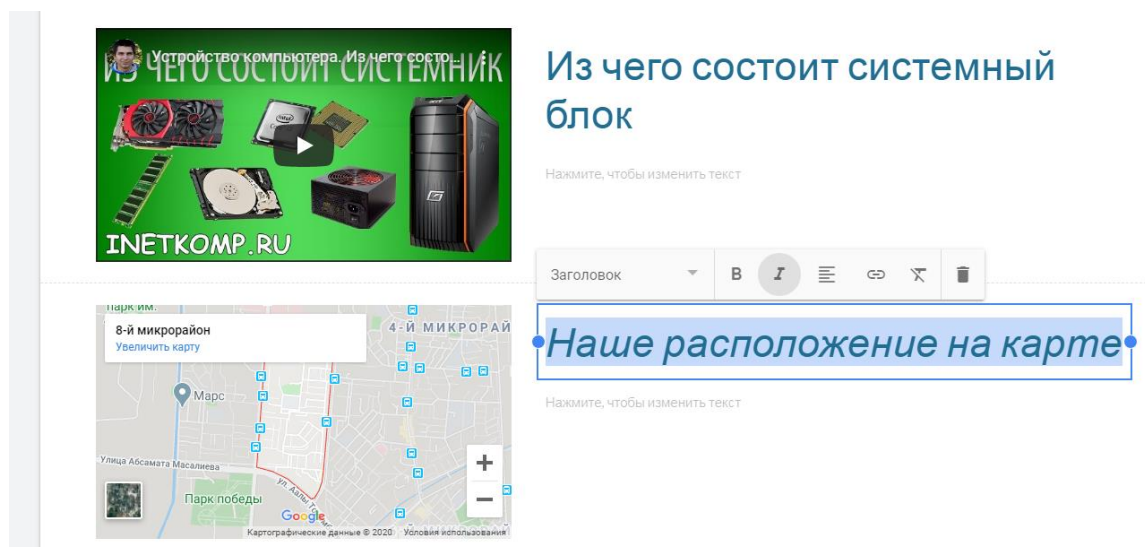 Устройство компьютера. Из чего состо...
ИЗ ЧЕГО СОСТОИТ СИСТЕМНИК
INETKOMP.RU
Из чего состоит системный
блок
Нажмите, чтобы изменить текст
Заголовок
B I
Наше расположение на карте
Нажмите, чтобы изменить текст
Парк им.
8-й микрорайон
Увеличить карту
4-Й МИКРОРАЙ
Марс
Улица Абсамата Масалиева
Парк победы
Google
Картографические данные © 2020 Условия использования